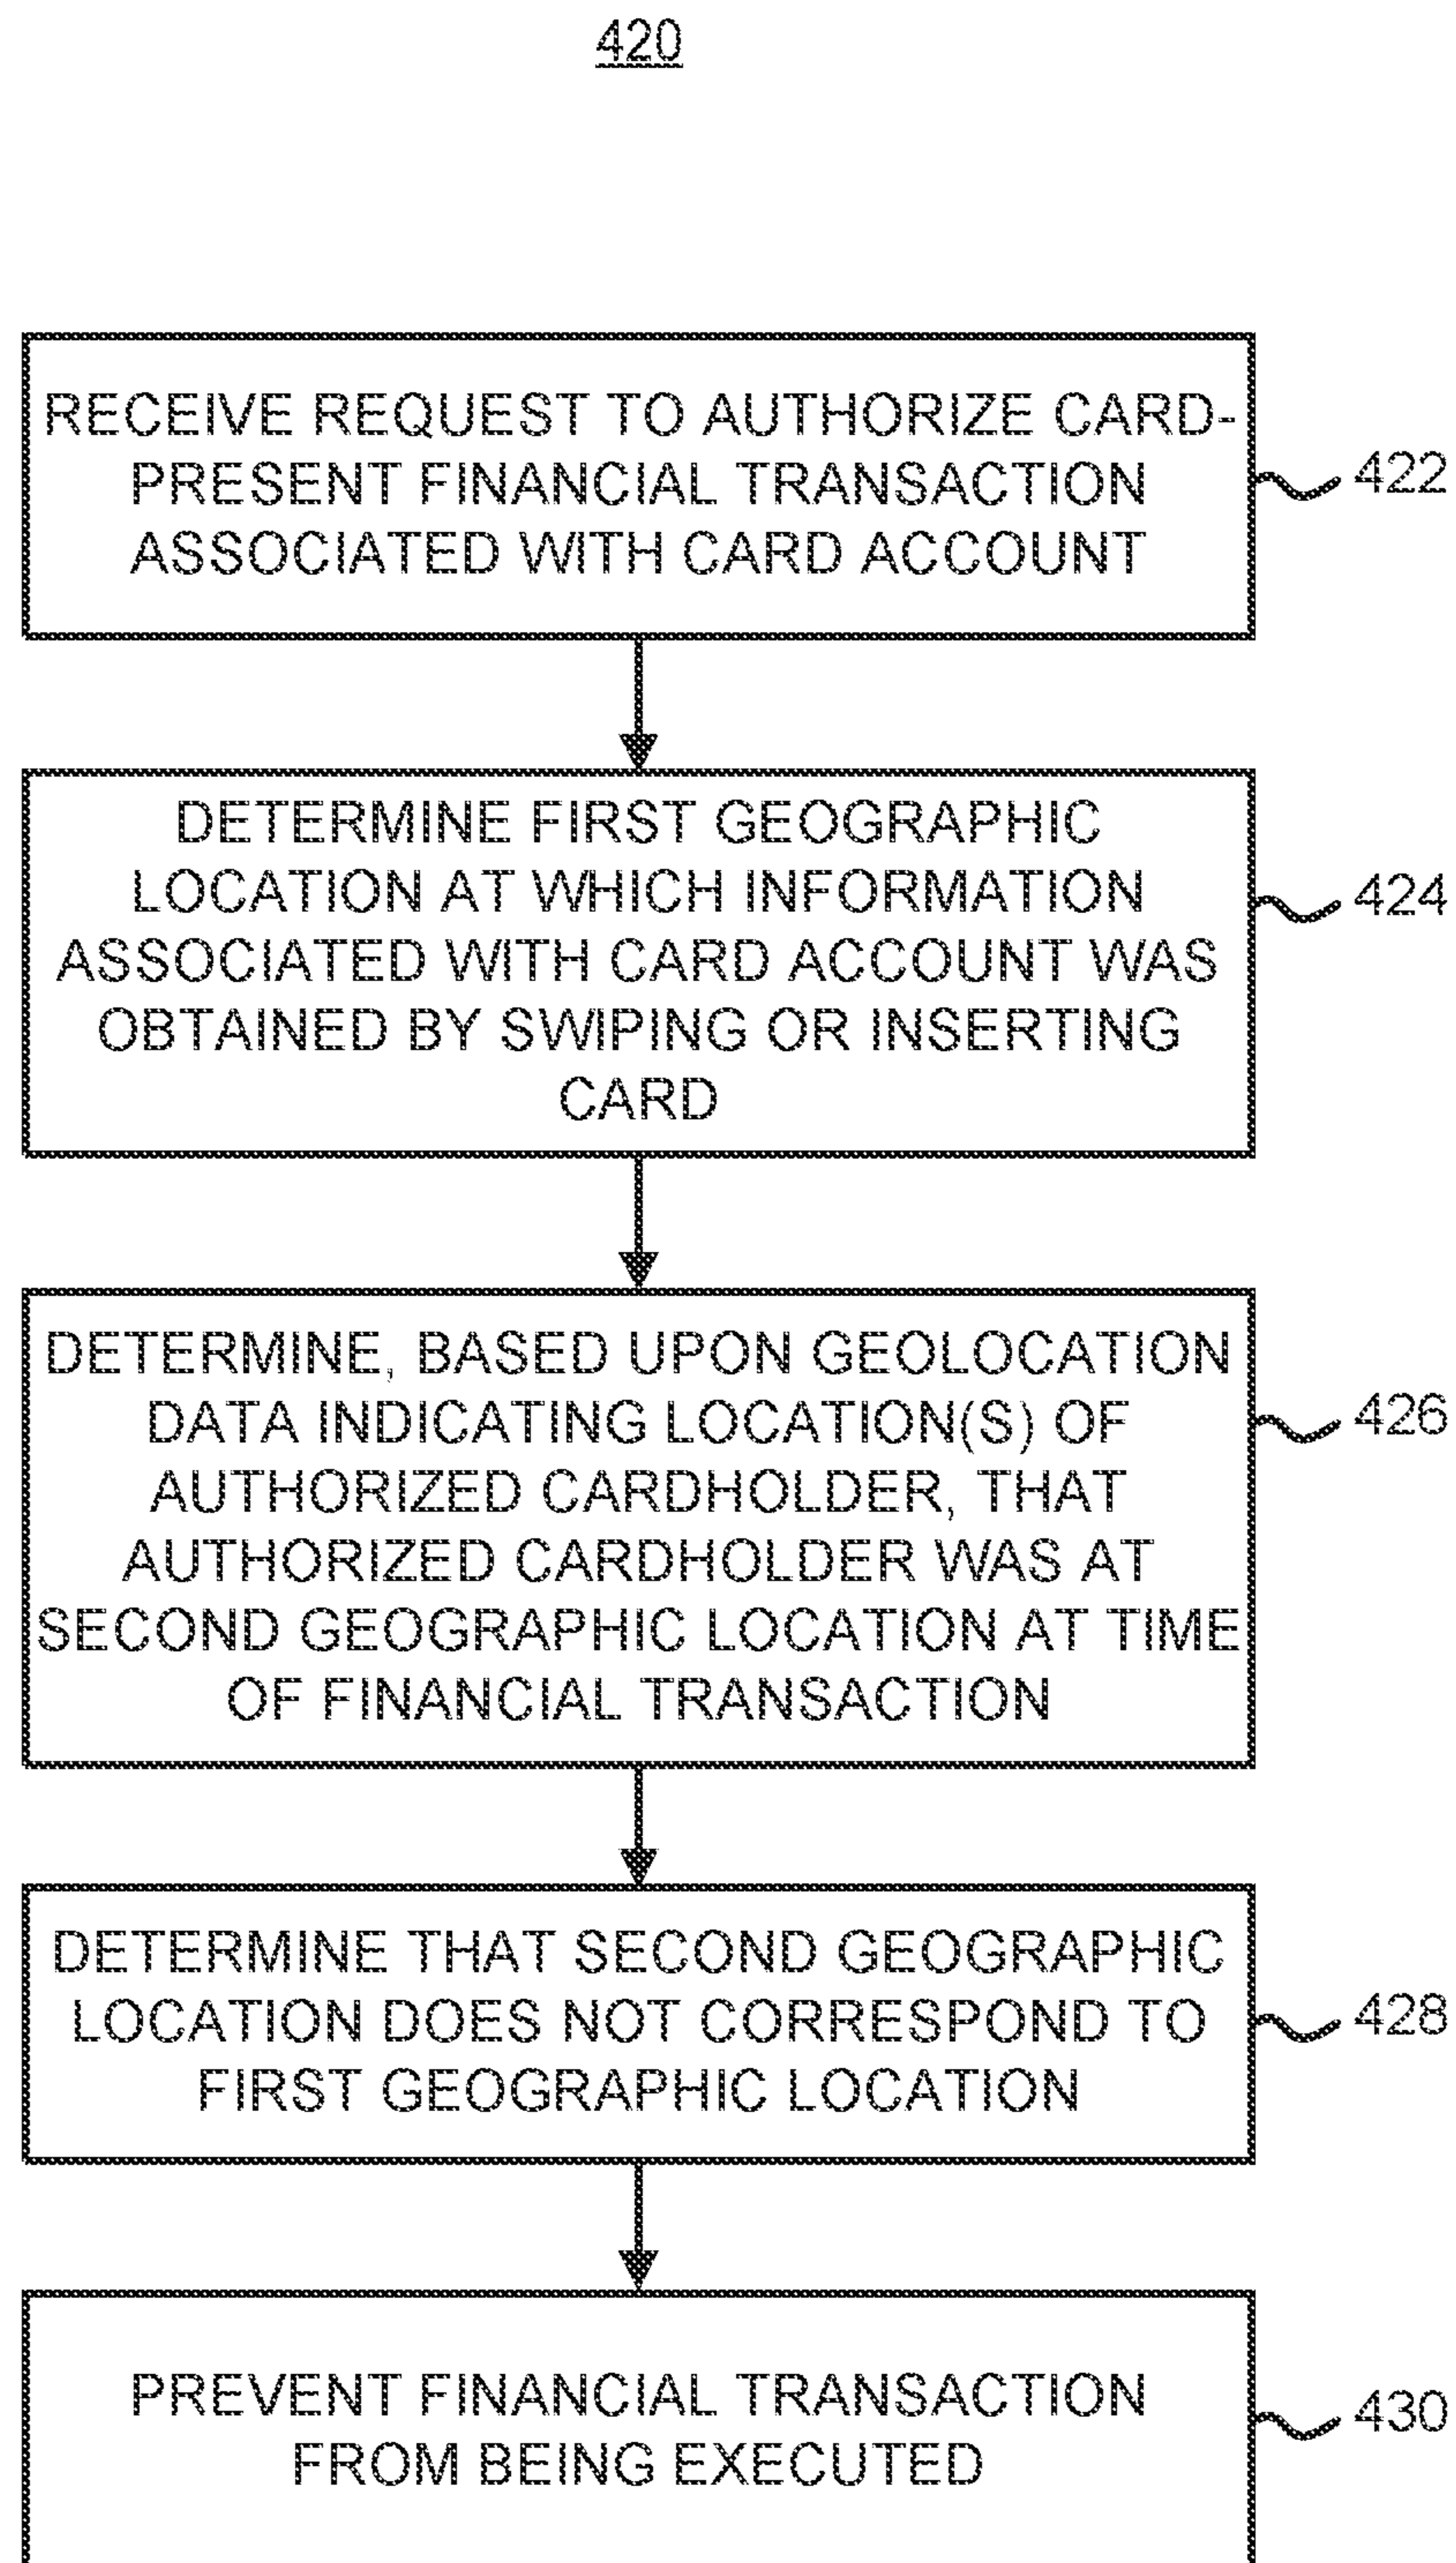 420
RECEIVE REQUEST TO AUTHORIZE CARD-
PRESENT FINANCIAL TRANSACTION
ASSOCIATED WITH CARD ACCOUNT
422
DETERMINE FIRST GEOGRAPHIC
LOCATION AT WHICH INFORMATION
ASSOCIATED WITH CARD ACCOUNT WAS
OBTAINED BY SWIPING OR INSERTING
CARD
424
DETERMINE, BASED UPON GEOLOCATION
DATA INDICATING LOCATION(S) OF
AUTHORIZED CARDHOLDER, THAT
AUTHORIZED CARDHOLDER WAS AT
SECOND GEOGRAPHIC LOCATION AT TIME
OF FINANCIAL TRANSACTION
426
DETERMINE THAT SECOND GEOGRAPHIC
LOCATION DOES NOT CORRESPOND TO
FIRST GEOGRAPHIC LOCATION
428
PREVENT FINANCIAL TRANSACTION
FROM BEING EXECUTED
430